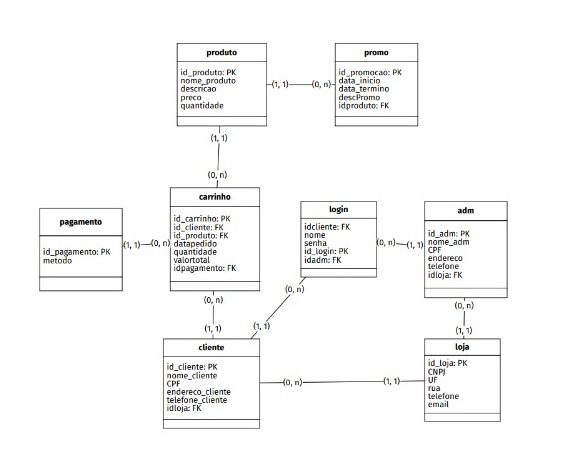 produto
id_produto: PK
nome_produto
descricao
preco
quantidade
(1, 1)
(0, n)
promo
id_promocao: PK
data_inicio
data_termino
descPromo
idproduto: FK
(1, 1)
(0, n)
carrinho
id_carrinho: PK
id_cliente: FK
id_produto: FK
datapedido
quantidade
valortotal
idpagamento: FK
pagamento
id_pagamento: PK
metodo
(1, 1)
(0, n)
login
idcliente: FK
nome
senha
id_login: PK
idadm: FK
(0, n)
(1, 1)
adm
id_adm: PK
nome_adm
CPF
endereco
telefone
idloja: FK
(0, n)
(1, 1)
(0, n)
(1, 1)
(0, n)
(1, 1)
cliente
id_cliente: PK
nome_cliente
CPF
endereco_cliente
telefone_cliente
idloja: FK
(0, n)
(1, 1)
loja
id_loja: PK
CNPJ
UF
rua
telefone
email